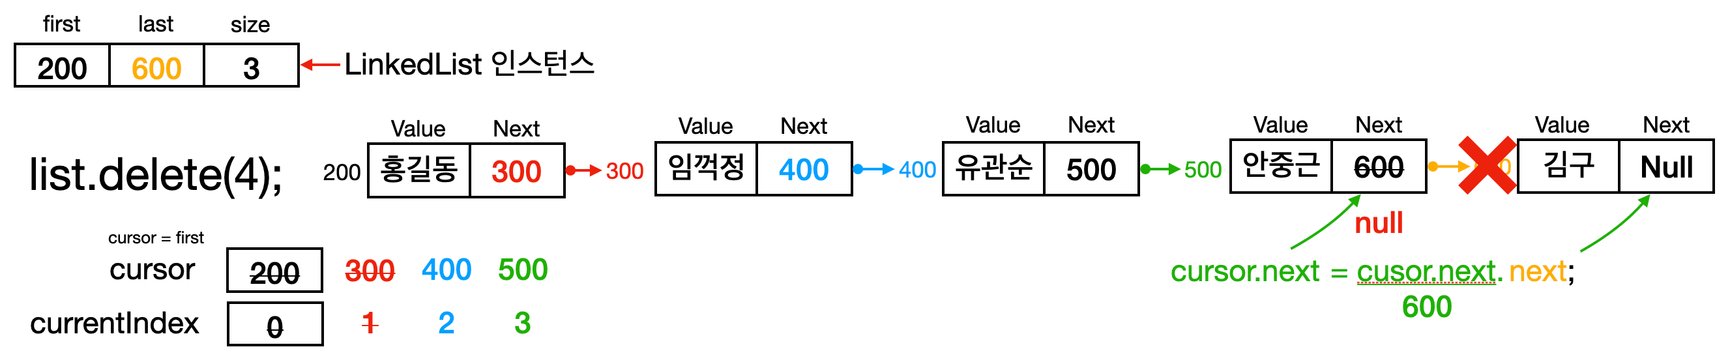 first last size
200 600 3 LinkedList 인스턴스
Value Next Value Next Value Next Value Next Value Next
list.delete(4); 200 홍길동 300 300 임꺽정 400 400 유관순 500 500 안중근 600 김구 Null
null
cursor = first
cursor 200 300 400 500
cursor.next = cusor.next. next;
600
currentIndex 0 1 2 3